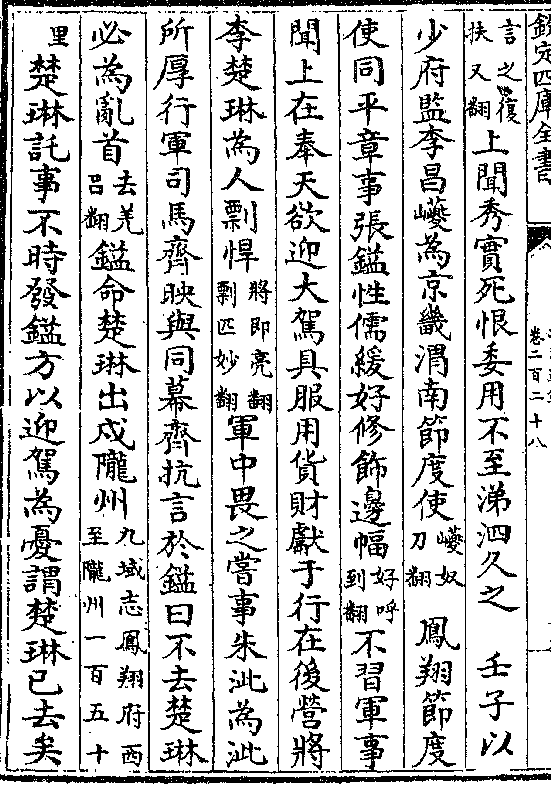 欽定四庫全書
卷二百二十八
言之復扶又翻上聞秀實死恨委用不至涕泗久之 壬子以
少府監李昌巙為京畿渭南節度使巙奴刀翻 鳳翔節度
使同平章事張鎰性儒緩好修飾邊幅好呼到翻不習軍事
聞上在奉天欲迎大駕具服用貨財獻于行在後營將
李楚琳為人剽悍將即亮翻剽匹妙翻軍中畏之嘗事朱泚為泚
所厚行軍司馬齊映與同幕齊抗言於鎰曰不去楚琳
必為亂首去羌呂翻鎰命楚琳出戍隴州九域志鳳翔府西至隴州一百五十
里楚琳託事不時發鎰方以迎駕為憂謂楚琳已去矣